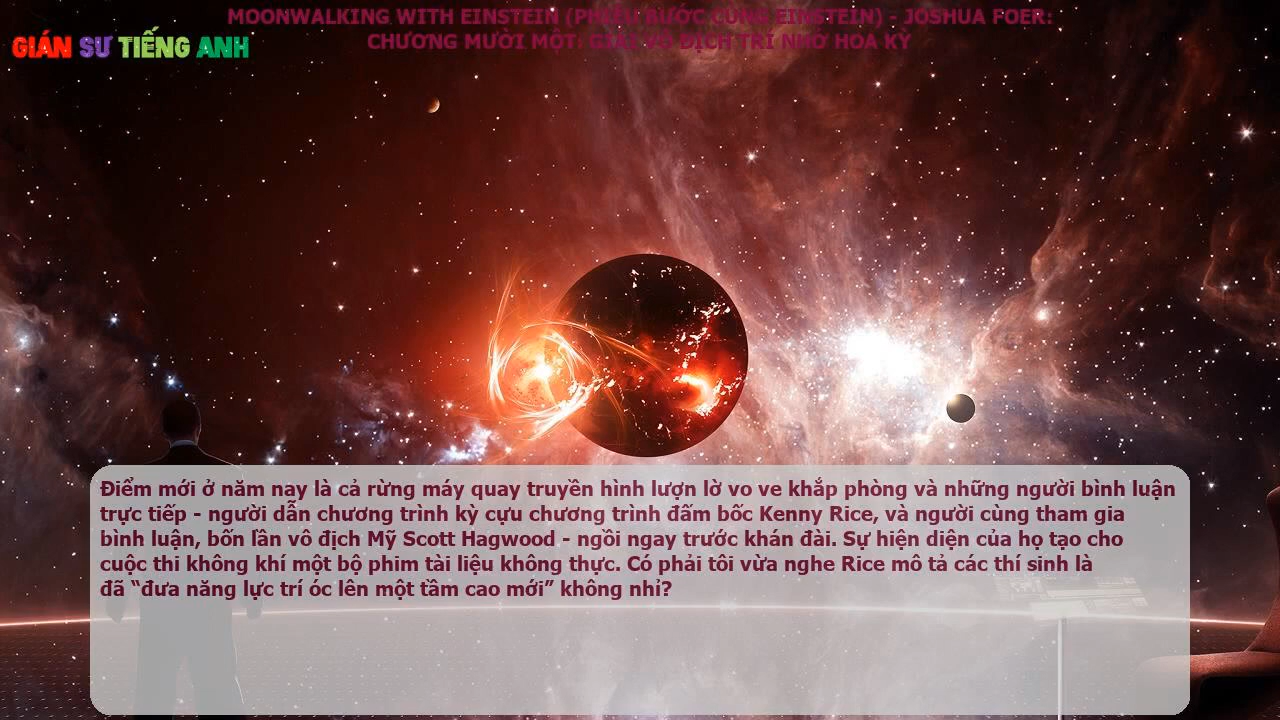 MOONWALKING WITH EINSTEIN (PHIÊU BƯỚC CÙNG EINSTEIN) - JOSHUA FOER:
CHƯƠNG MƯỜI MỘT: GIẢI VÔ ĐỊCH TRÍ NHỚ HOA KỲ
GIÁN SƯ TIẾNG ANH
Điểm mới ở năm nay là cả rừng máy quay truyền hình lượn lờ vo ve khắp phòng và những người bình luận
trực tiếp - người dẫn chương trình kỳ cựu chương trình đấm bốc Kenny Rice, và người cùng tham gia
bình luận, bốn lần vô địch Mỹ Scott Hagwood - ngồi ngay trước khán đài. Sự hiện diện của họ tạo cho
cuộc thi không khí một bộ phim tài liệu không thực. Có phải tôi vừa nghe Rice mô tả các thí sinh là
đã “đưa năng lực trí óc lên một tầm cao mới” không nhỉ?